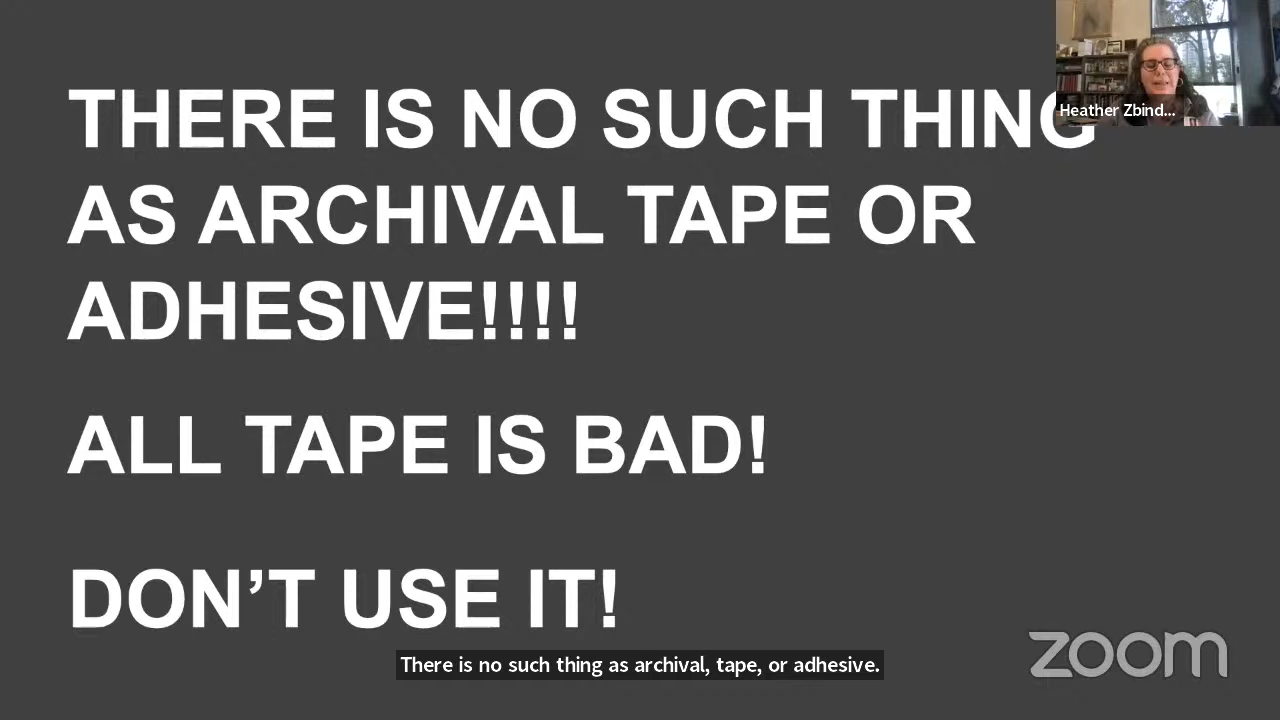 THERE IS NO SUCH THING
AS ARCHIVAL TAPE OR
ADHESIVE!!!!
ALL TAPE IS BAD!
DON'T USE IT!
Heather Zbind...
There is no such thing as archival, tape, or adhesive.
zoom